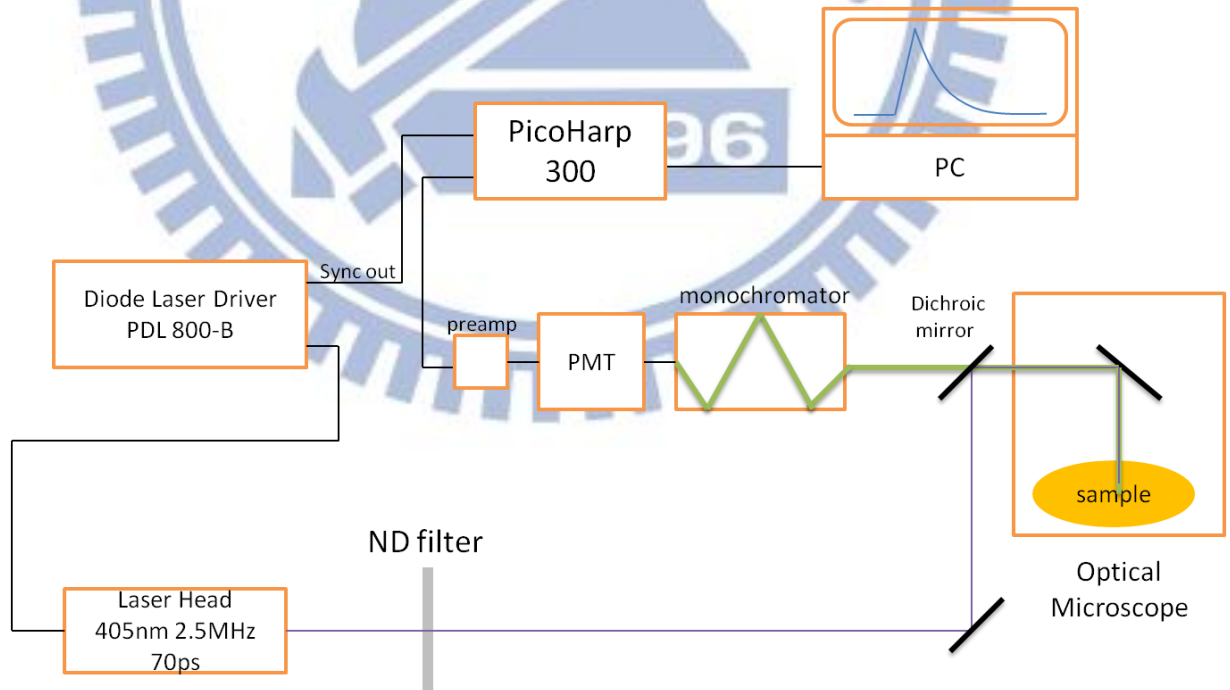 PicoHarp
300
96
PC
Sync out
Diode Laser Driver
PDL 800-B
preamp
PMT
monochromator
Dichroic
mirror
sample
Optical
Microscope
ND filter
Laser Head
405nm 2.5MHz
70ps